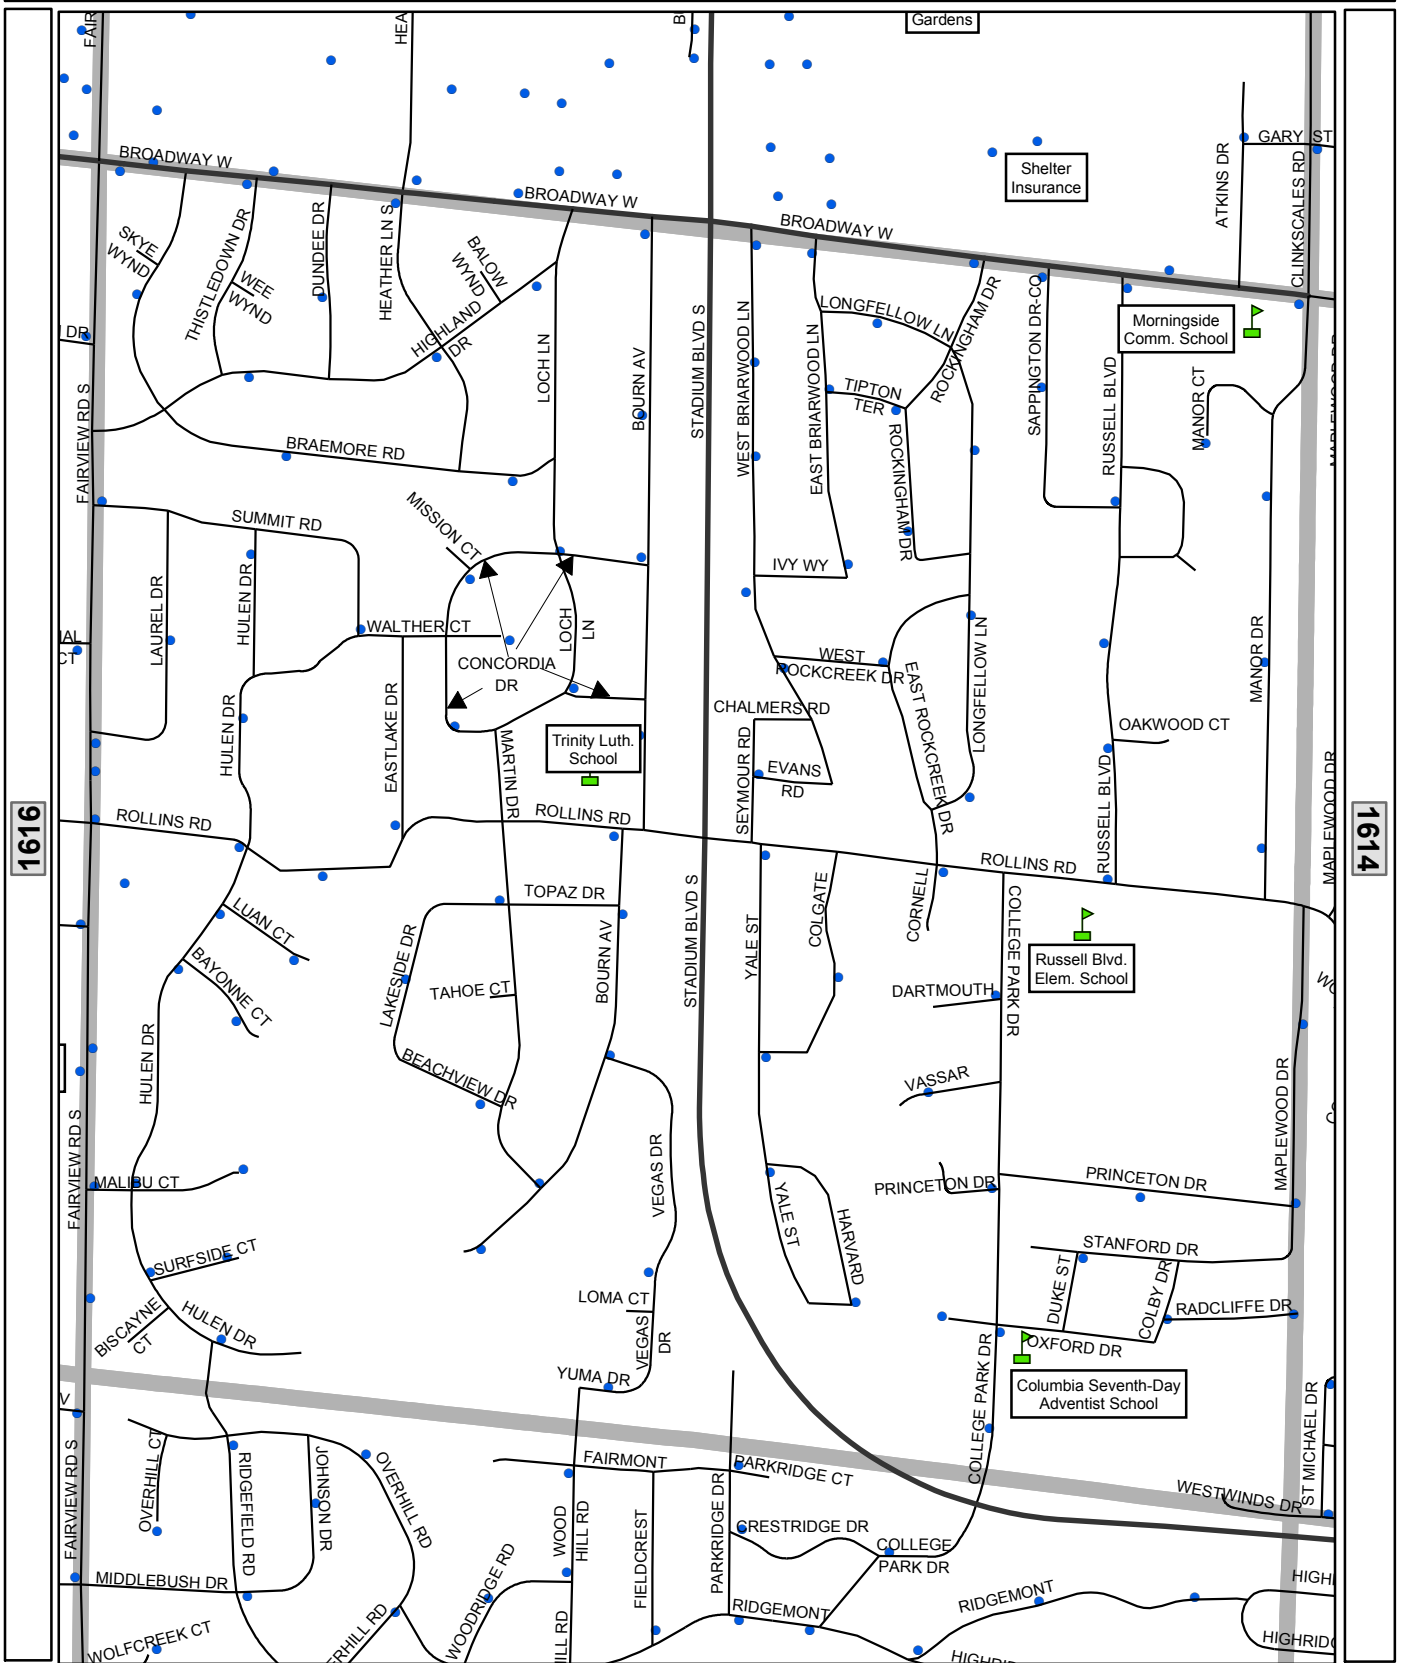 FAIR
HEA
B
Gardens
BROADWAY W
BROADWAY W
BROADWAY W
Shelter
Insurance
ATKINS DR
GARY ST
CLINKSCALES RD
SKYE
WYND
THISTLEDOWN DR
WEE
WYND
DUNDEE DR
HEATHER LN S
BALOW
WYND
HIGHLAND
DR
LOCH LN
BOURN AV
STADIUM BLVD S
WEST BRIARWOOD LN
EAST BRIARWOOD LN
LONGFELLOW LN
ROCKINGHAM DR
TIPTON
TER
ROCKINGHAM DR
SAPPINGTON DR-CO
RUSSELL BLVD
Morningside
Comm. School
MANOR CT
DR
FAIRVIEW RD S
BRAEMORE RD
SUMMIT RD
MISSION CT
LAUREL DR
HULEN DR
WALTHER CT
CONCORDIA
DR
LOCH
LN
IVY WY
WEST
ROCKCREEK DR
EAST ROCKCREEK DR
LONGFELLOW LN
MANOR DR
IAL
CT
HULEN DR
EASTLAKE DR
MARTIN DR
Trinity Luth.
School
CHALMERS RD
SEYMOUR RD
EVANS
RD
OAKWOOD CT
RUSSELL BLVD
MAPLEWOOD DR
1616
1614
ROLLINS RD
ROLLINS RD
ROLLINS RD
LUAN CT
BAYONNE CT
TOPAZ DR
LAKESIDE DR
TAHOE CT
BOURN AV
STADIUM BLVD S
YALE ST
COLGATE
CORNELL
COLLEGE PARK DR
Russell Blvd.
Elem. School
DARTMOUTH
HULEN DR
BEACHVIEW DR
VASSAR
MAPLEWOOD DR
FAIRVIEW RD S
MALIBU CT
VEGAS DR
YALE ST
HARVARD
PRINCETON DR
PRINCETON DR
SURFSIDE CT
STANFORD DR
DUKE ST
COLBY DR
RADCLIFFE DR
BISCAYNE
CT
HULEN DR
LOMA CT
VEGAS
DR
OXFORD DR
YUMA DR
COLLEGE PARK DR
Columbia Seventh-Day
Adventist School
V
ST MICHAEL DR
FAIRVIEW RD S
OVERHILL CT
RIDGEFIELD RD
JOHNSON DR
OVERHILL RD
FAIRMONT
PARKRIDGE CT
WESTWINDS DR
WOOD
HILL RD
FIELDCREST
PARKRIDGE DR
CRESTRIDGE DR
COLLEGE
PARK DR
MIDDLEBUSH DR
WOODRIDGE RD
RIDGEMONT
RIDGEMONT
HIGHI
WOLFCREEK CT
ERHILL RD
ILL RD
HIGHRI
HIGHRIDG